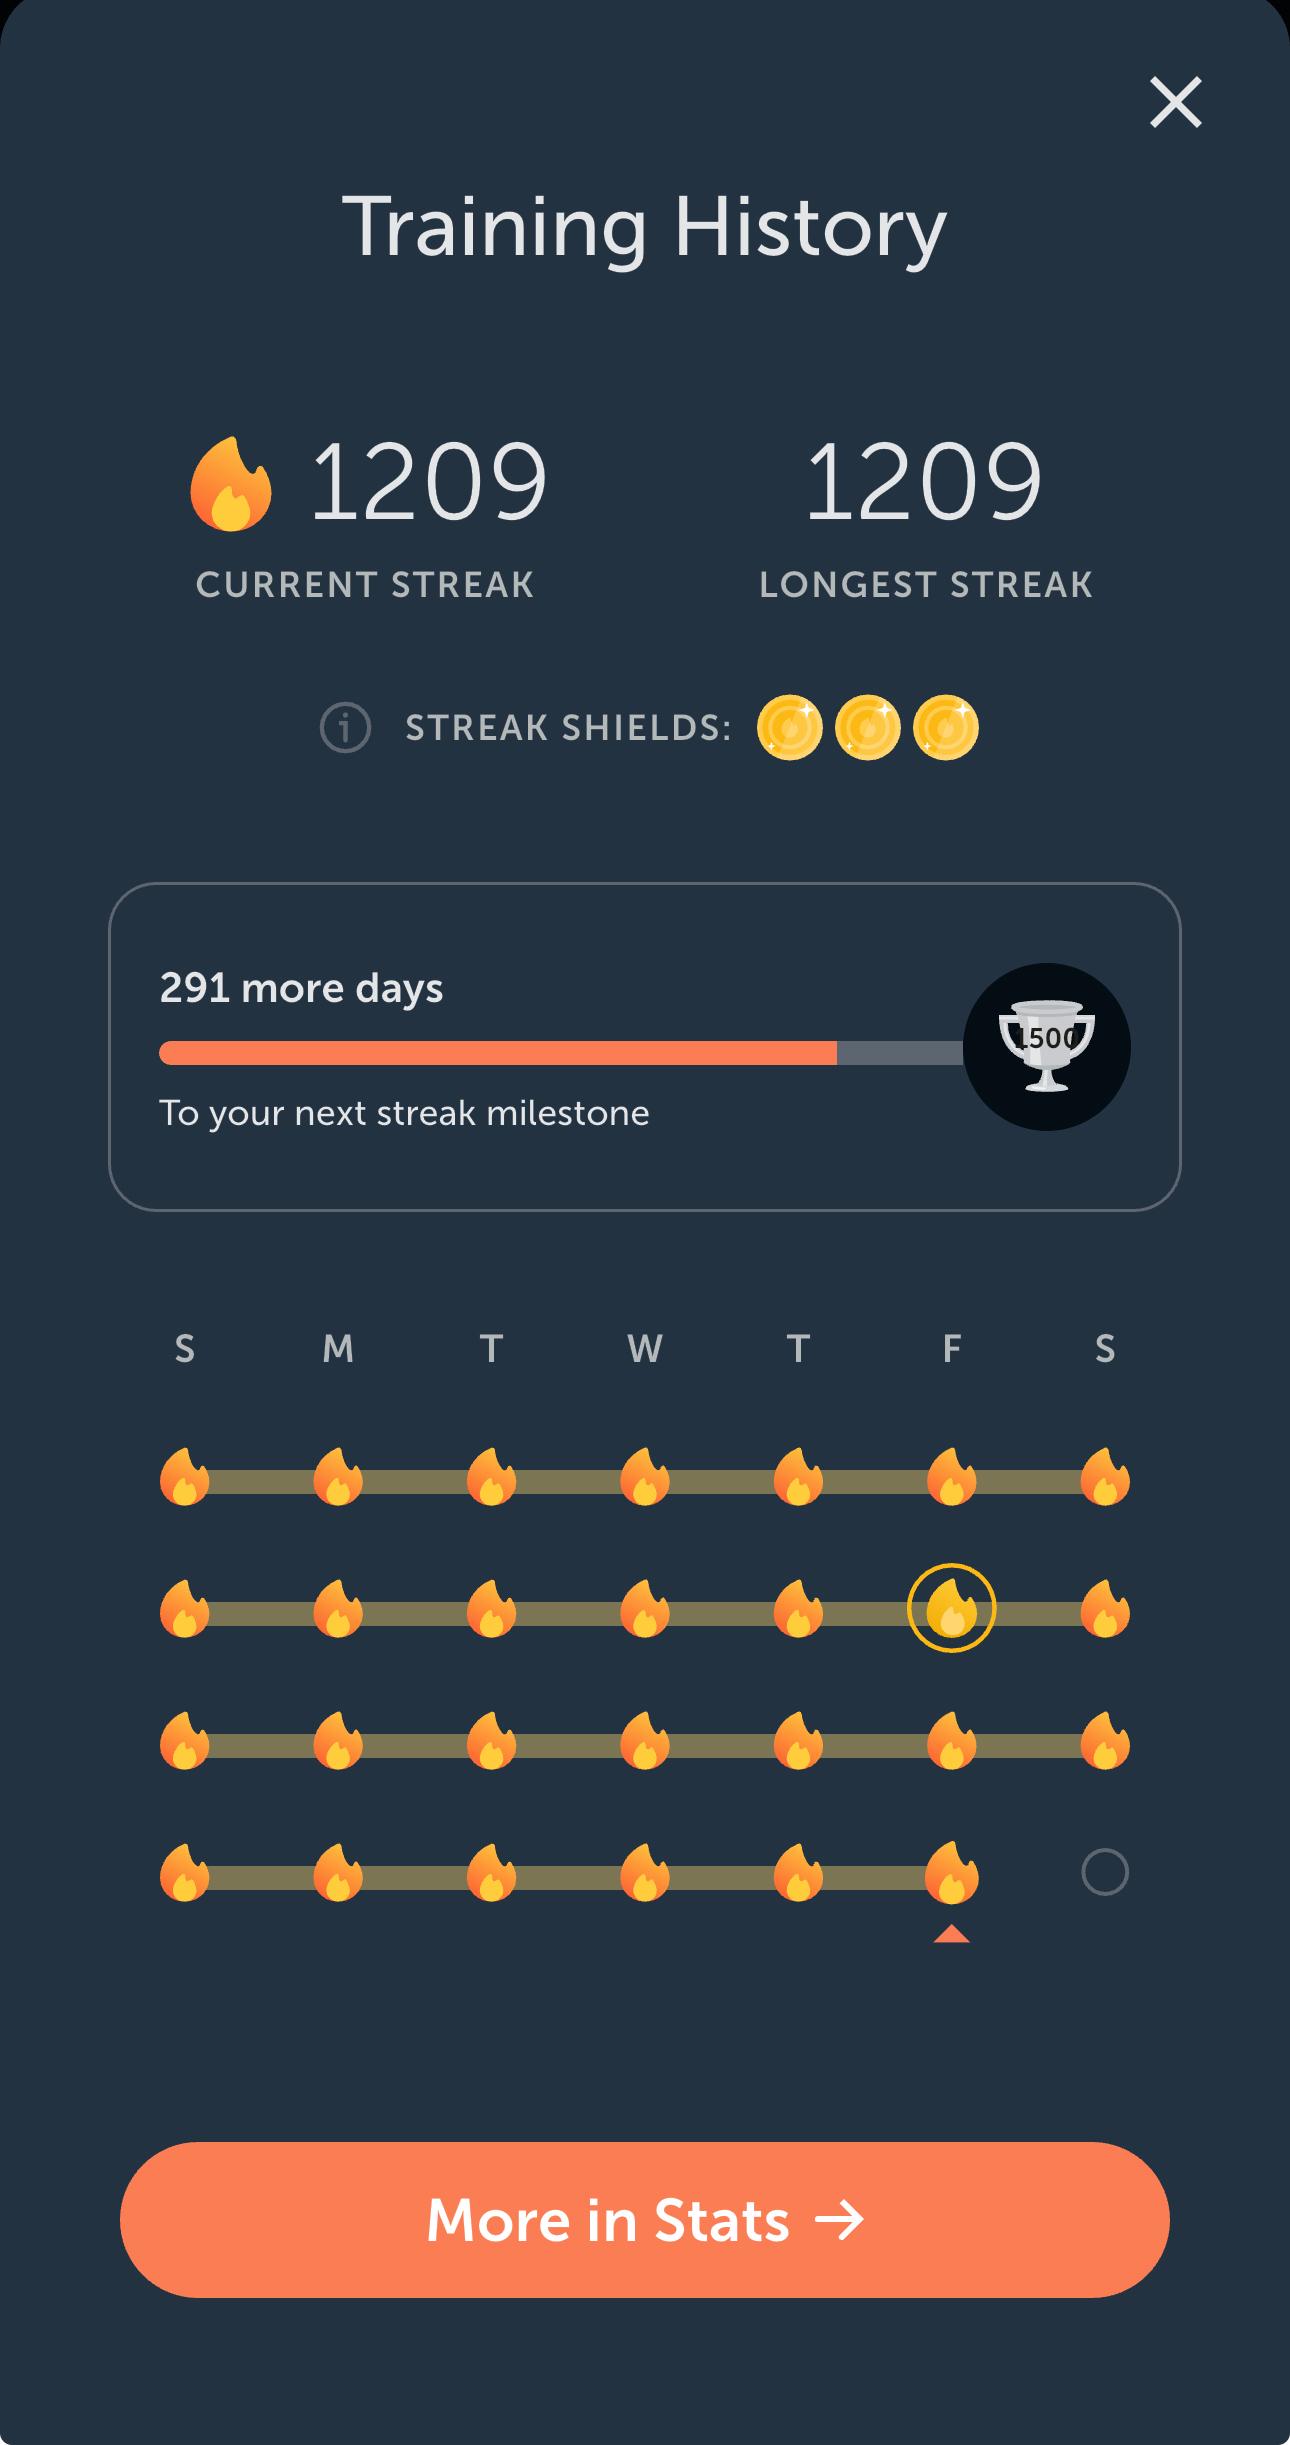 Training History
1209 1209
CURRENT STREAK LONGEST STREAK
STREAK SHIELDS:
291 more days
1500
To your next streak milestone
S M T W T F S
More in Stats →